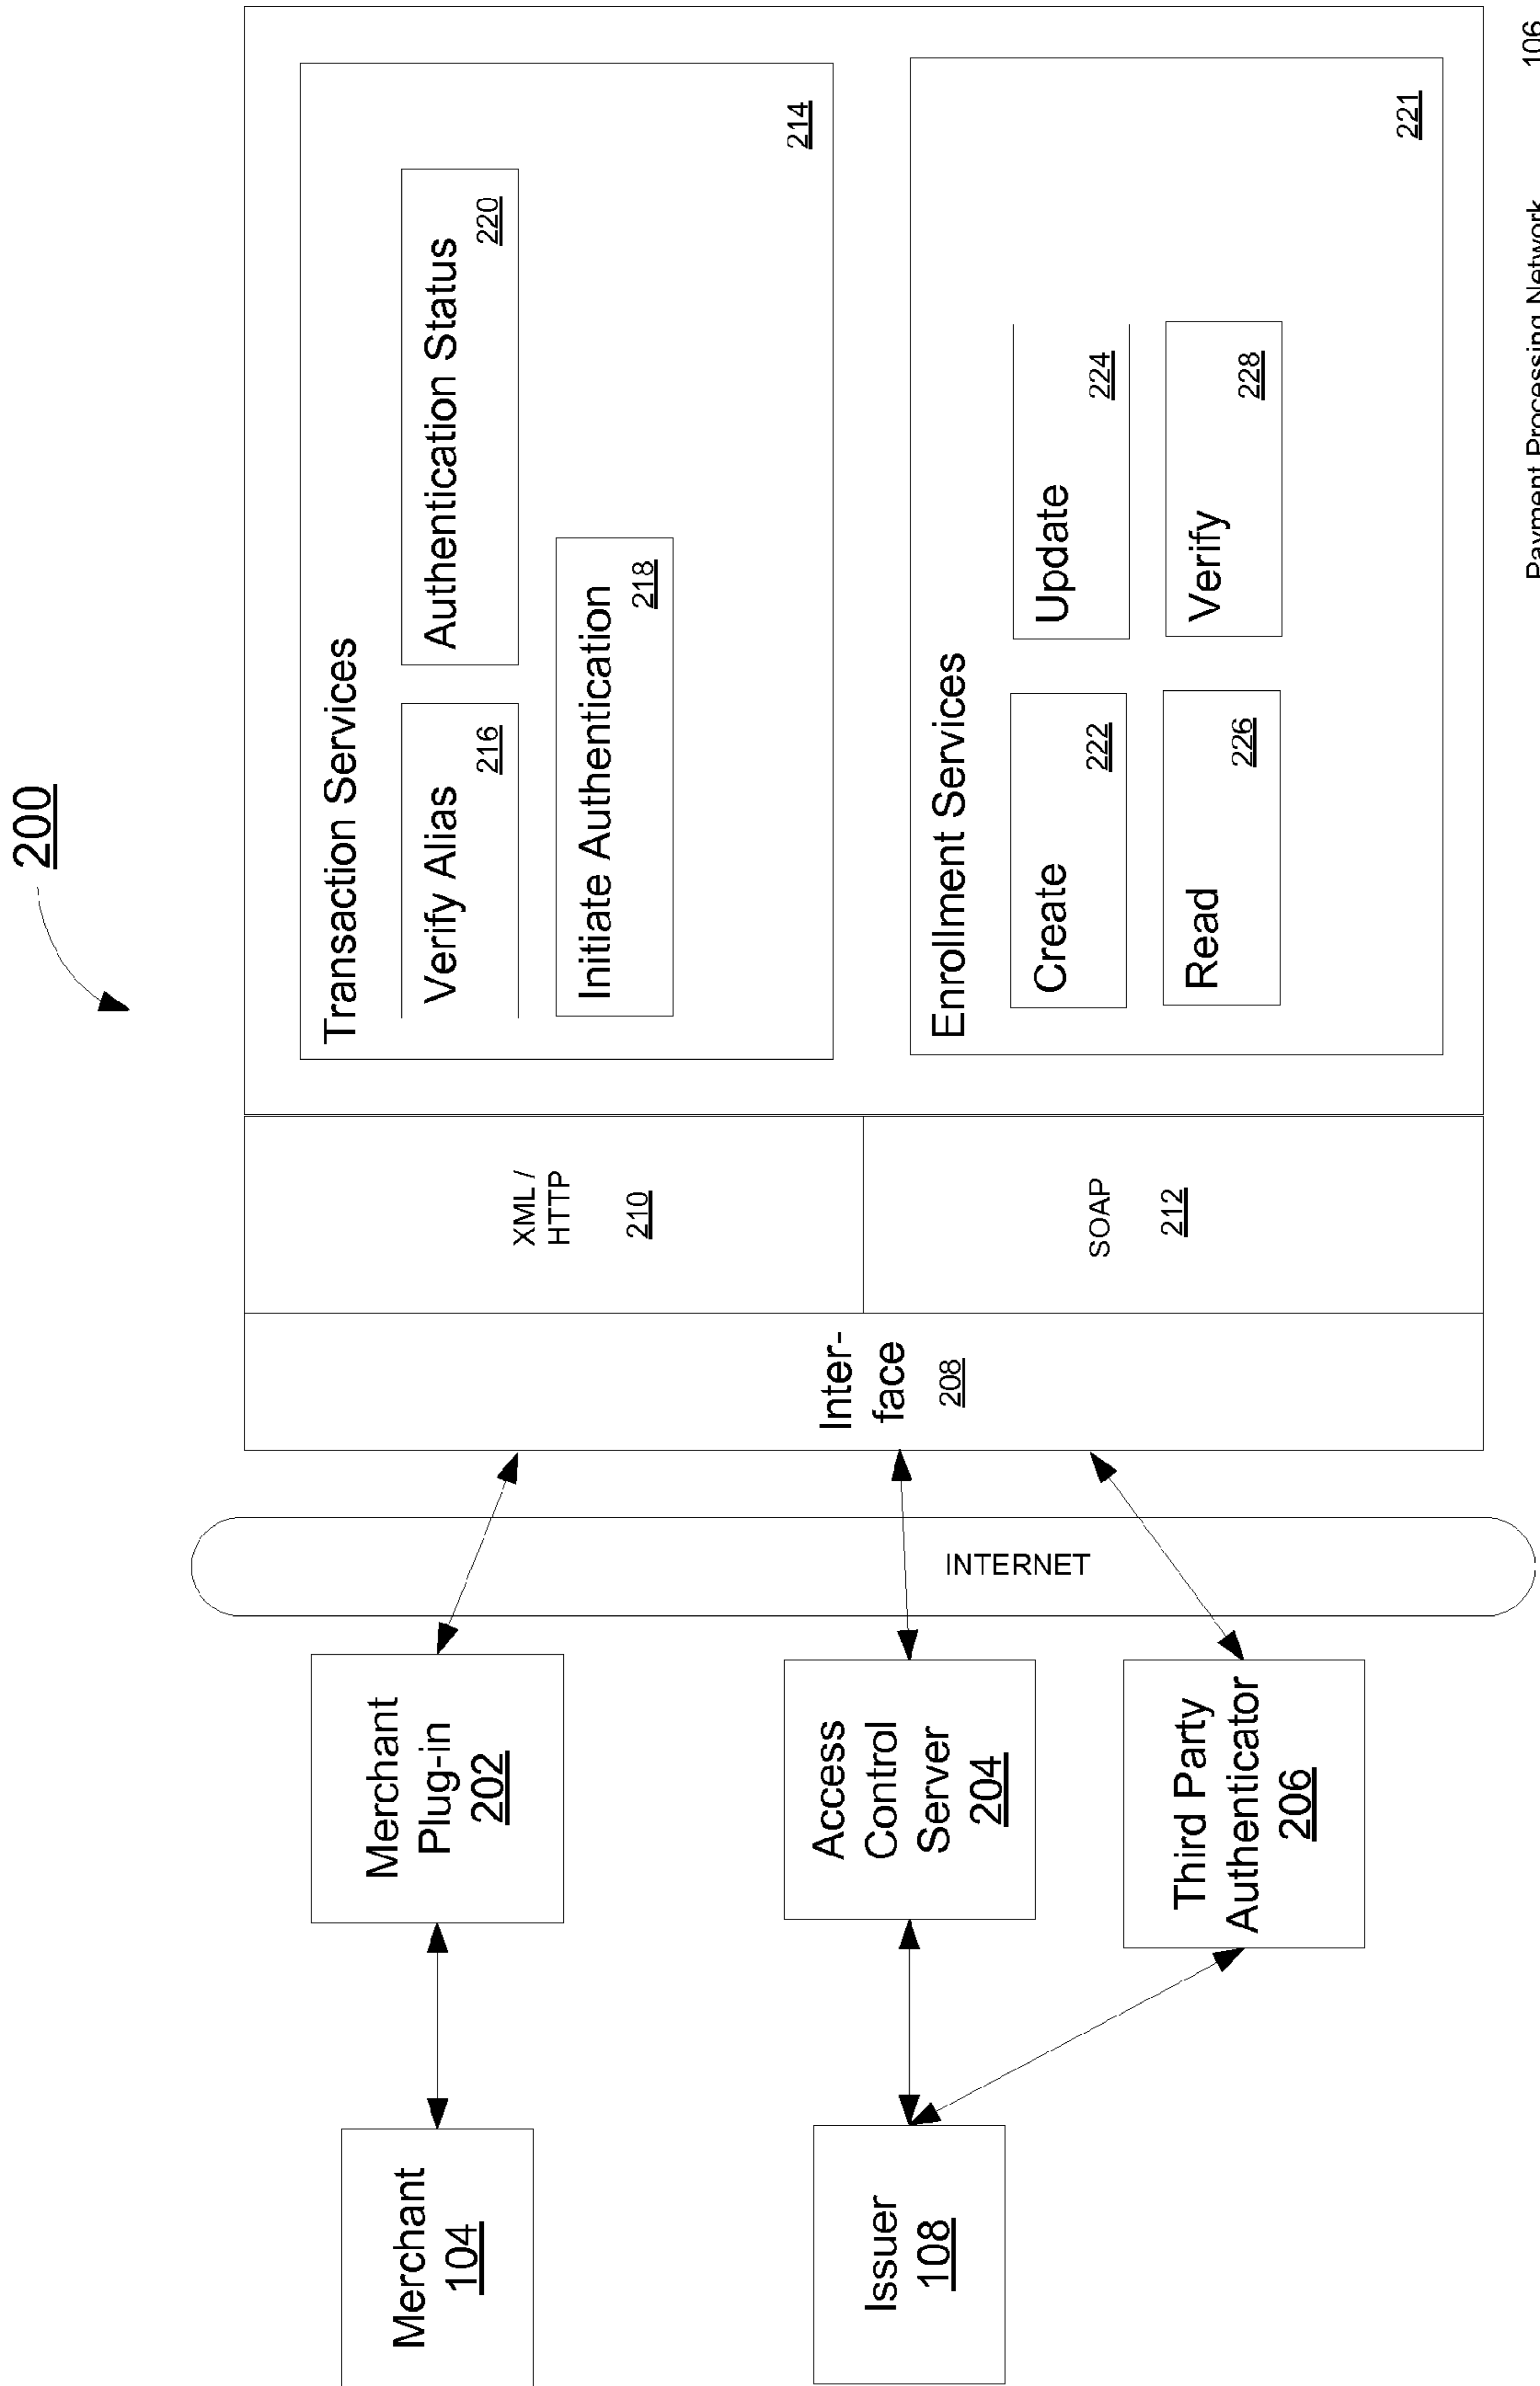 200
Merchant
104
Merchant
Plug-in
202
Issuer
108
Access
Control
Server
204
Third Party
Authenticator
206
INTERNET
Inter-
face
208
XML /
HTTP
210
SOAP
212
Transaction Services
Verify Alias
216
Authentication Status
220
Initiate Authentication
218
214
Enrollment Services
Create
222
Update
224
Read
226
Verify
228
221
Payment Processing Network 106